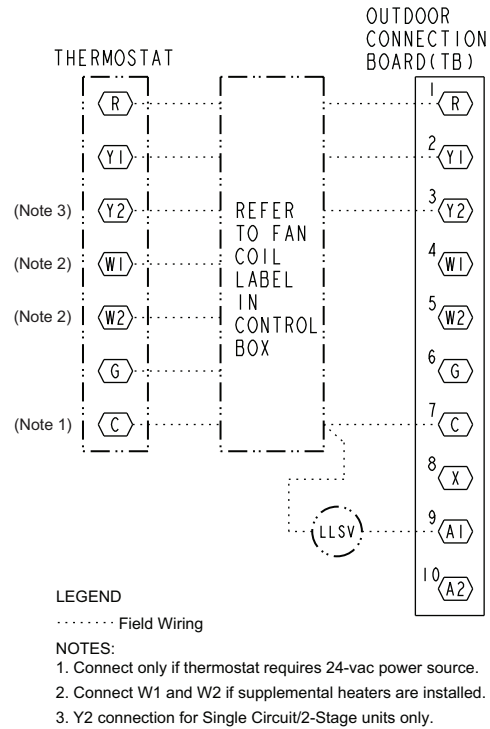 OUTDOOR
CONNECTION
BOARD(TB)
THERMOSTAT
R
1 R
Y1
2 Y1
(Note 3) Y2
3 Y2
(Note 2) W1
4 W1
(Note 2) W2
5 W2
G
6 G
(Note 1) C
7 C
REFER
TO FAN
COIL
LABEL
IN
CONTROL
BOX
8 X
LLSV
9 A1
10 A2
LEGEND
Field Wiring
NOTES:
1. Connect only if thermostat requires 24-vac power source.
2. Connect W1 and W2 if supplemental heaters are installed.
3. Y2 connection for Single Circuit/2-Stage units only.